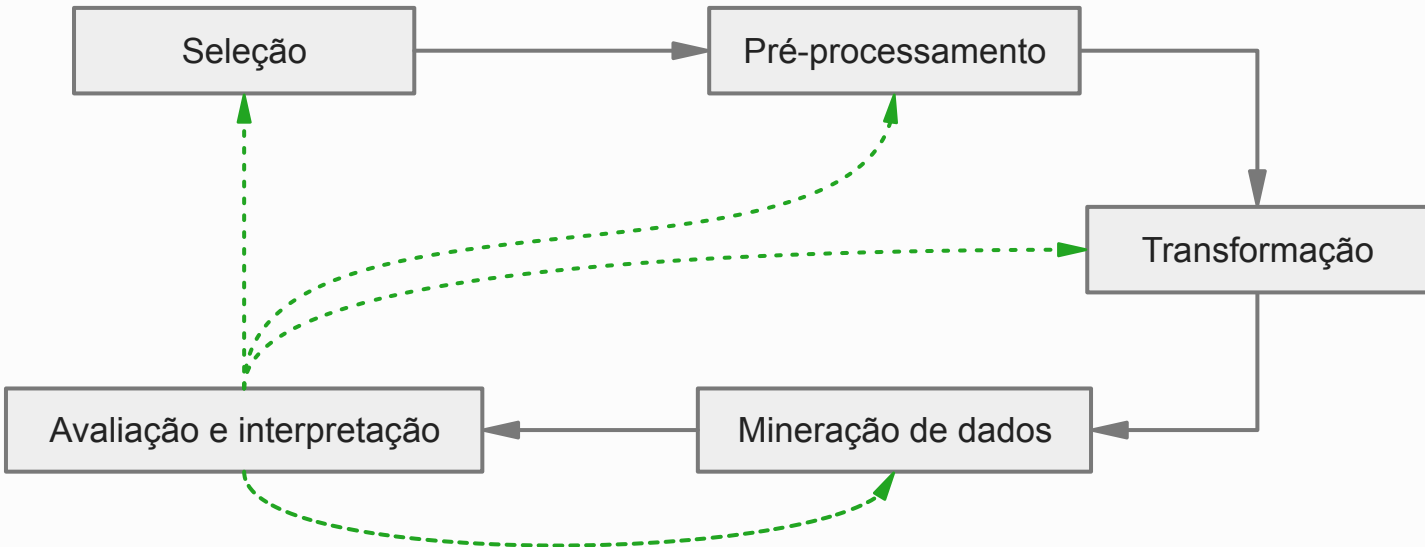 Seleção
Pré-processamento
Transformação
Avaliação e interpretação
Mineração de dados